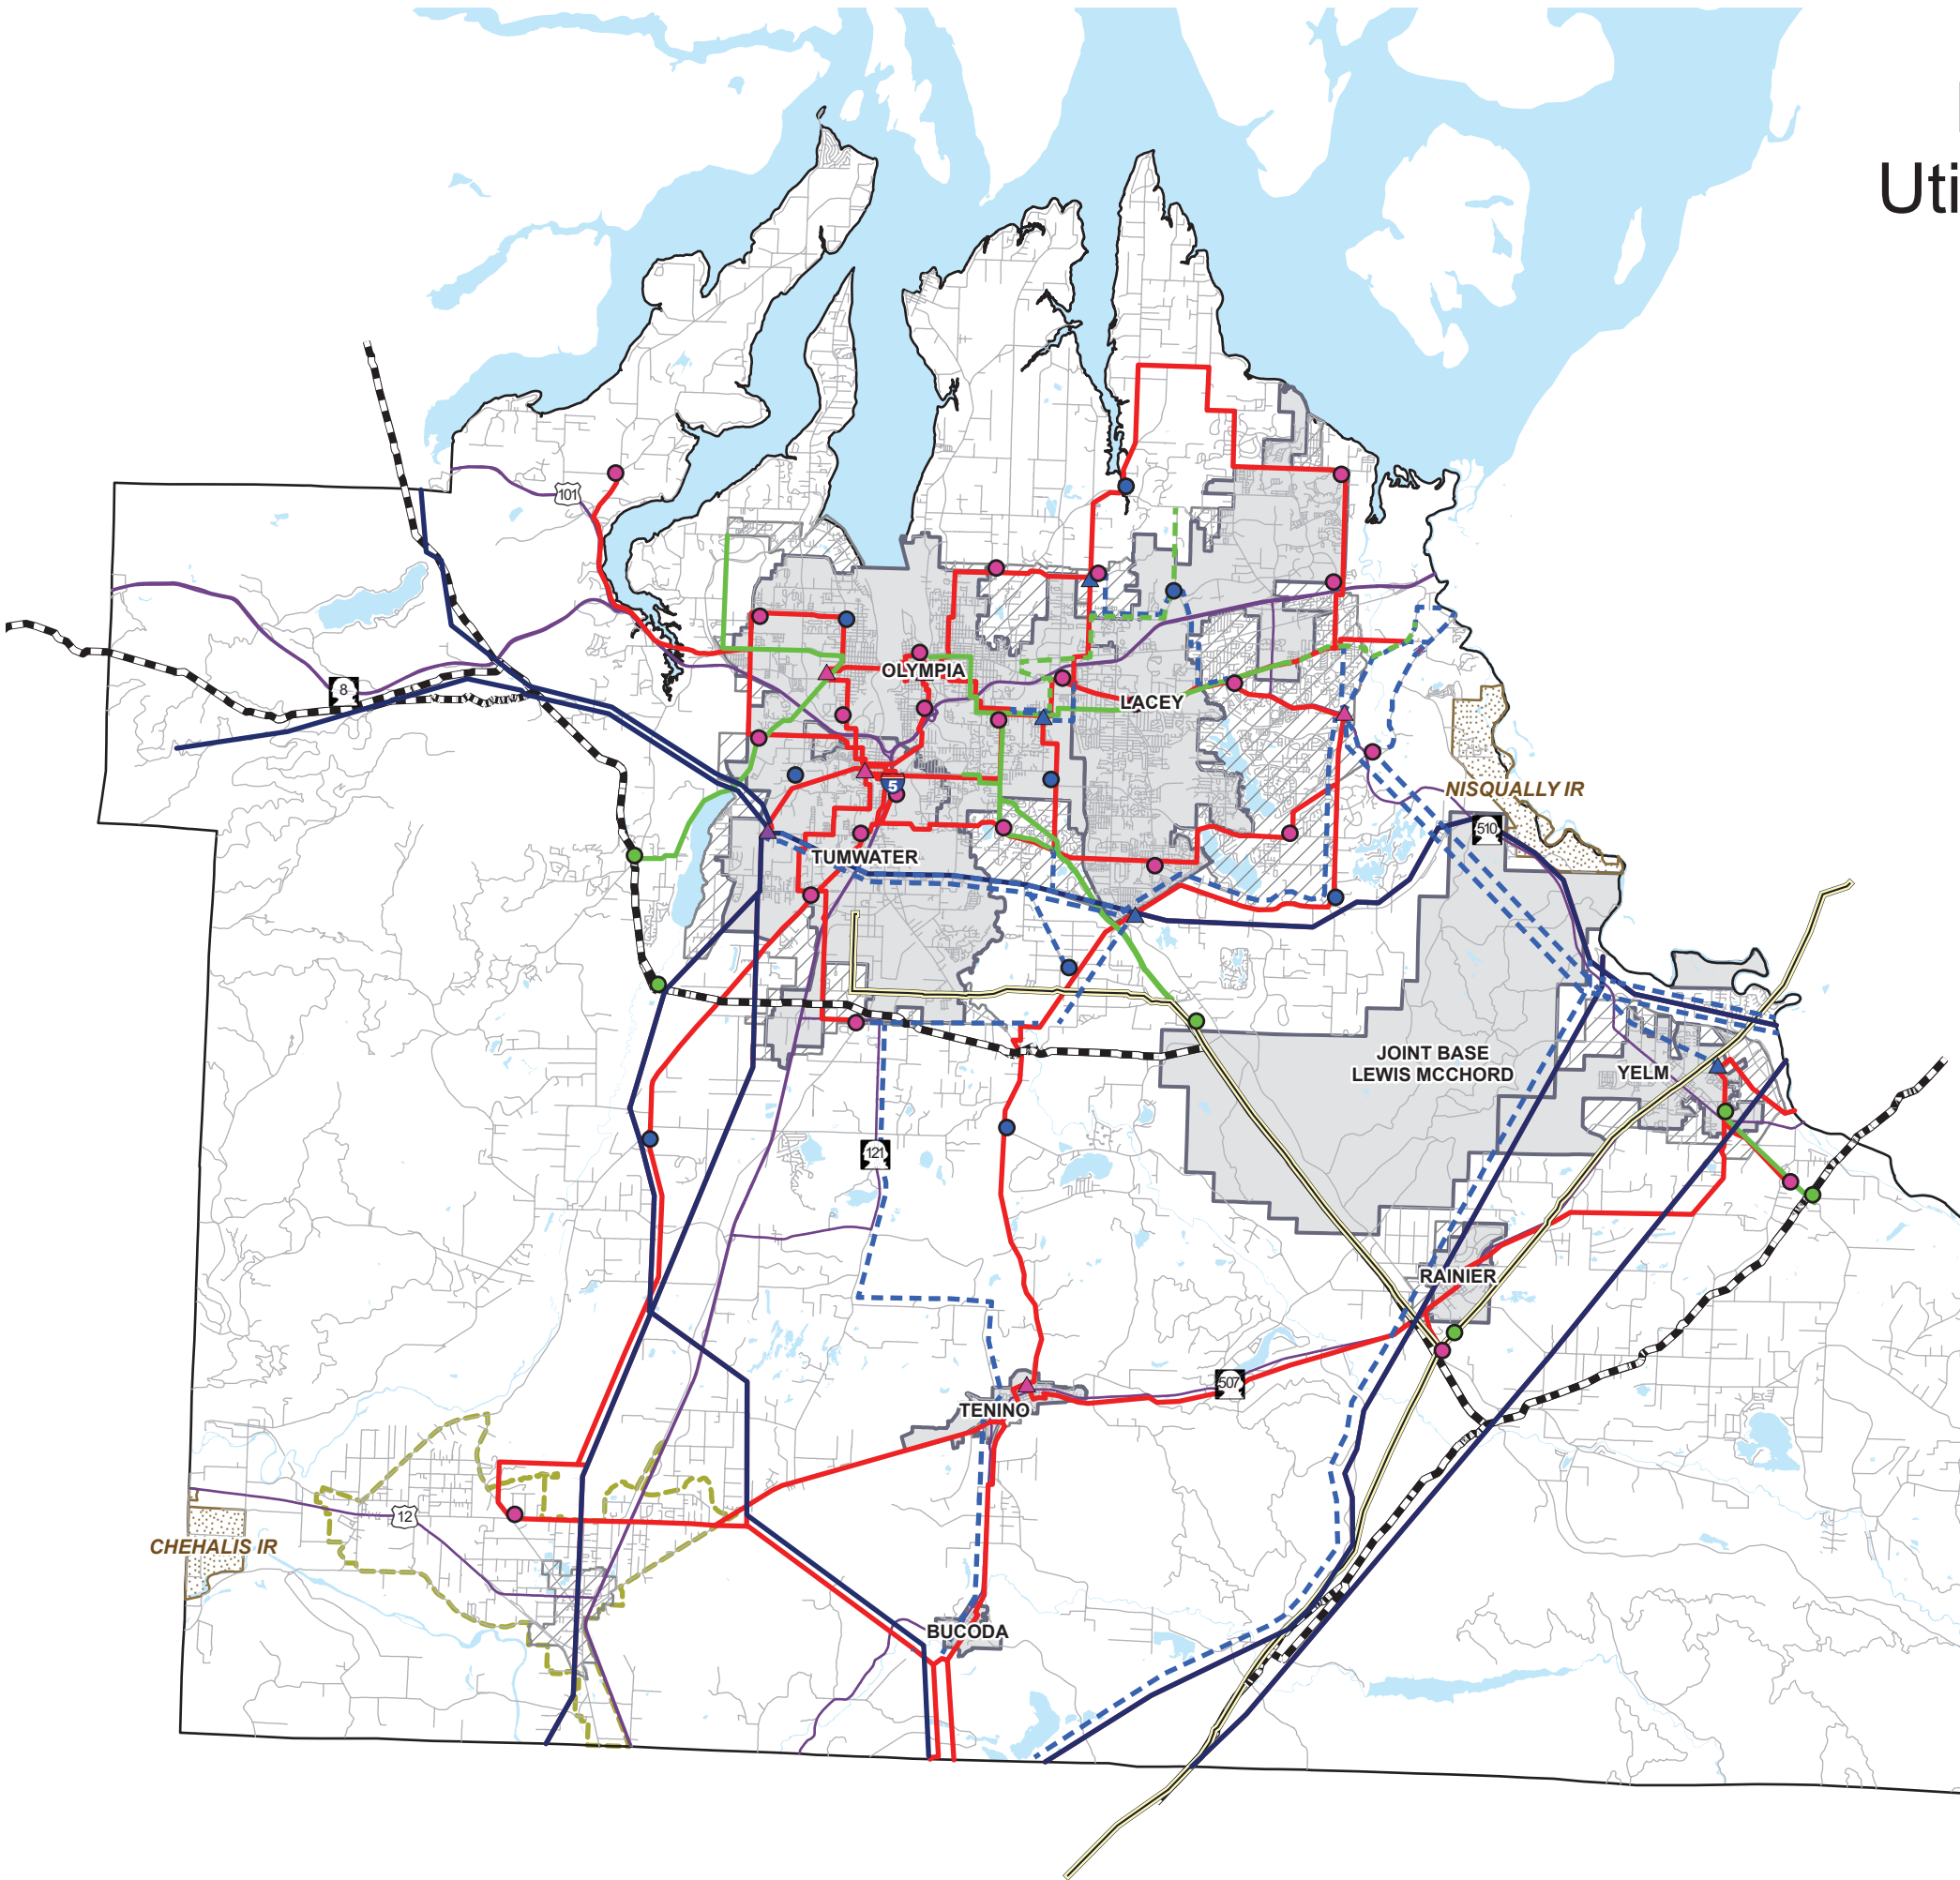 Uti
101
8
OLYMPIA
LACEY
5
NISQUALLY IR
510
TUMWATER
JOINT BASE
LEWIS MCCHORD
YELM
121
RAINIER
507
TENINO
12
CHEHALIS IR
BUCODA